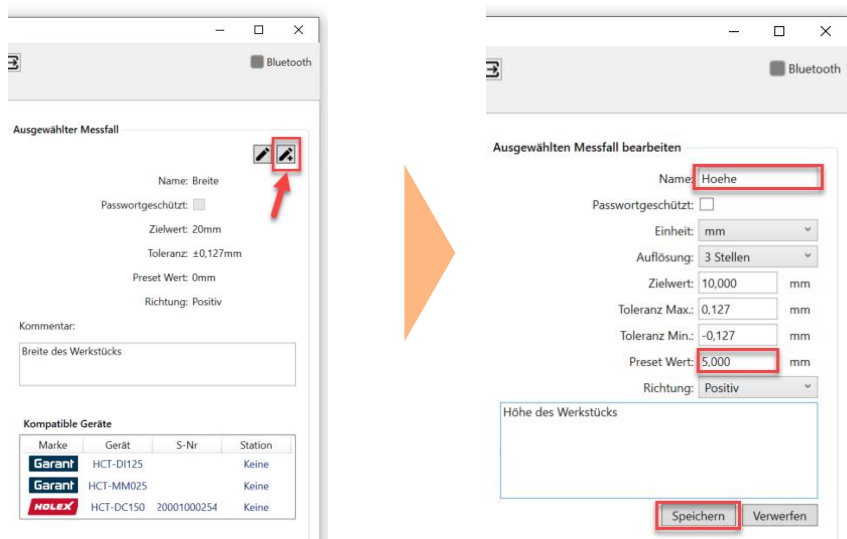 Bluetooth
Ausgewählter Messfall
Name: Breite
Passwortgeschützt:
Zielwert: 20mm
Toleranz: ±0,127mm
Preset Wert: 0mm
Richtung: Positiv
Kommentar:
Breite des Werkstücks
Kompatible Geräte
Marke Gerät S-Nr Station
Garant HCT-DI125 Keine
Garant HCT-MM025 Keine
HOLEX HCT-DC150 20001000254 Keine
Bluetooth
Ausgewählten Messfall bearbeiten
Name: Hoehe
Passwortgeschützt:
Einheit: mm
Auflösung: 3 Stellen
Zielwert: 10,000 mm
Toleranz Max.: 0,127 mm
Toleranz Min.: -0,127 mm
Preset Wert: 5,000 mm
Richtung: Positiv
Höhe des Werkstücks
Speichern Verwerfen